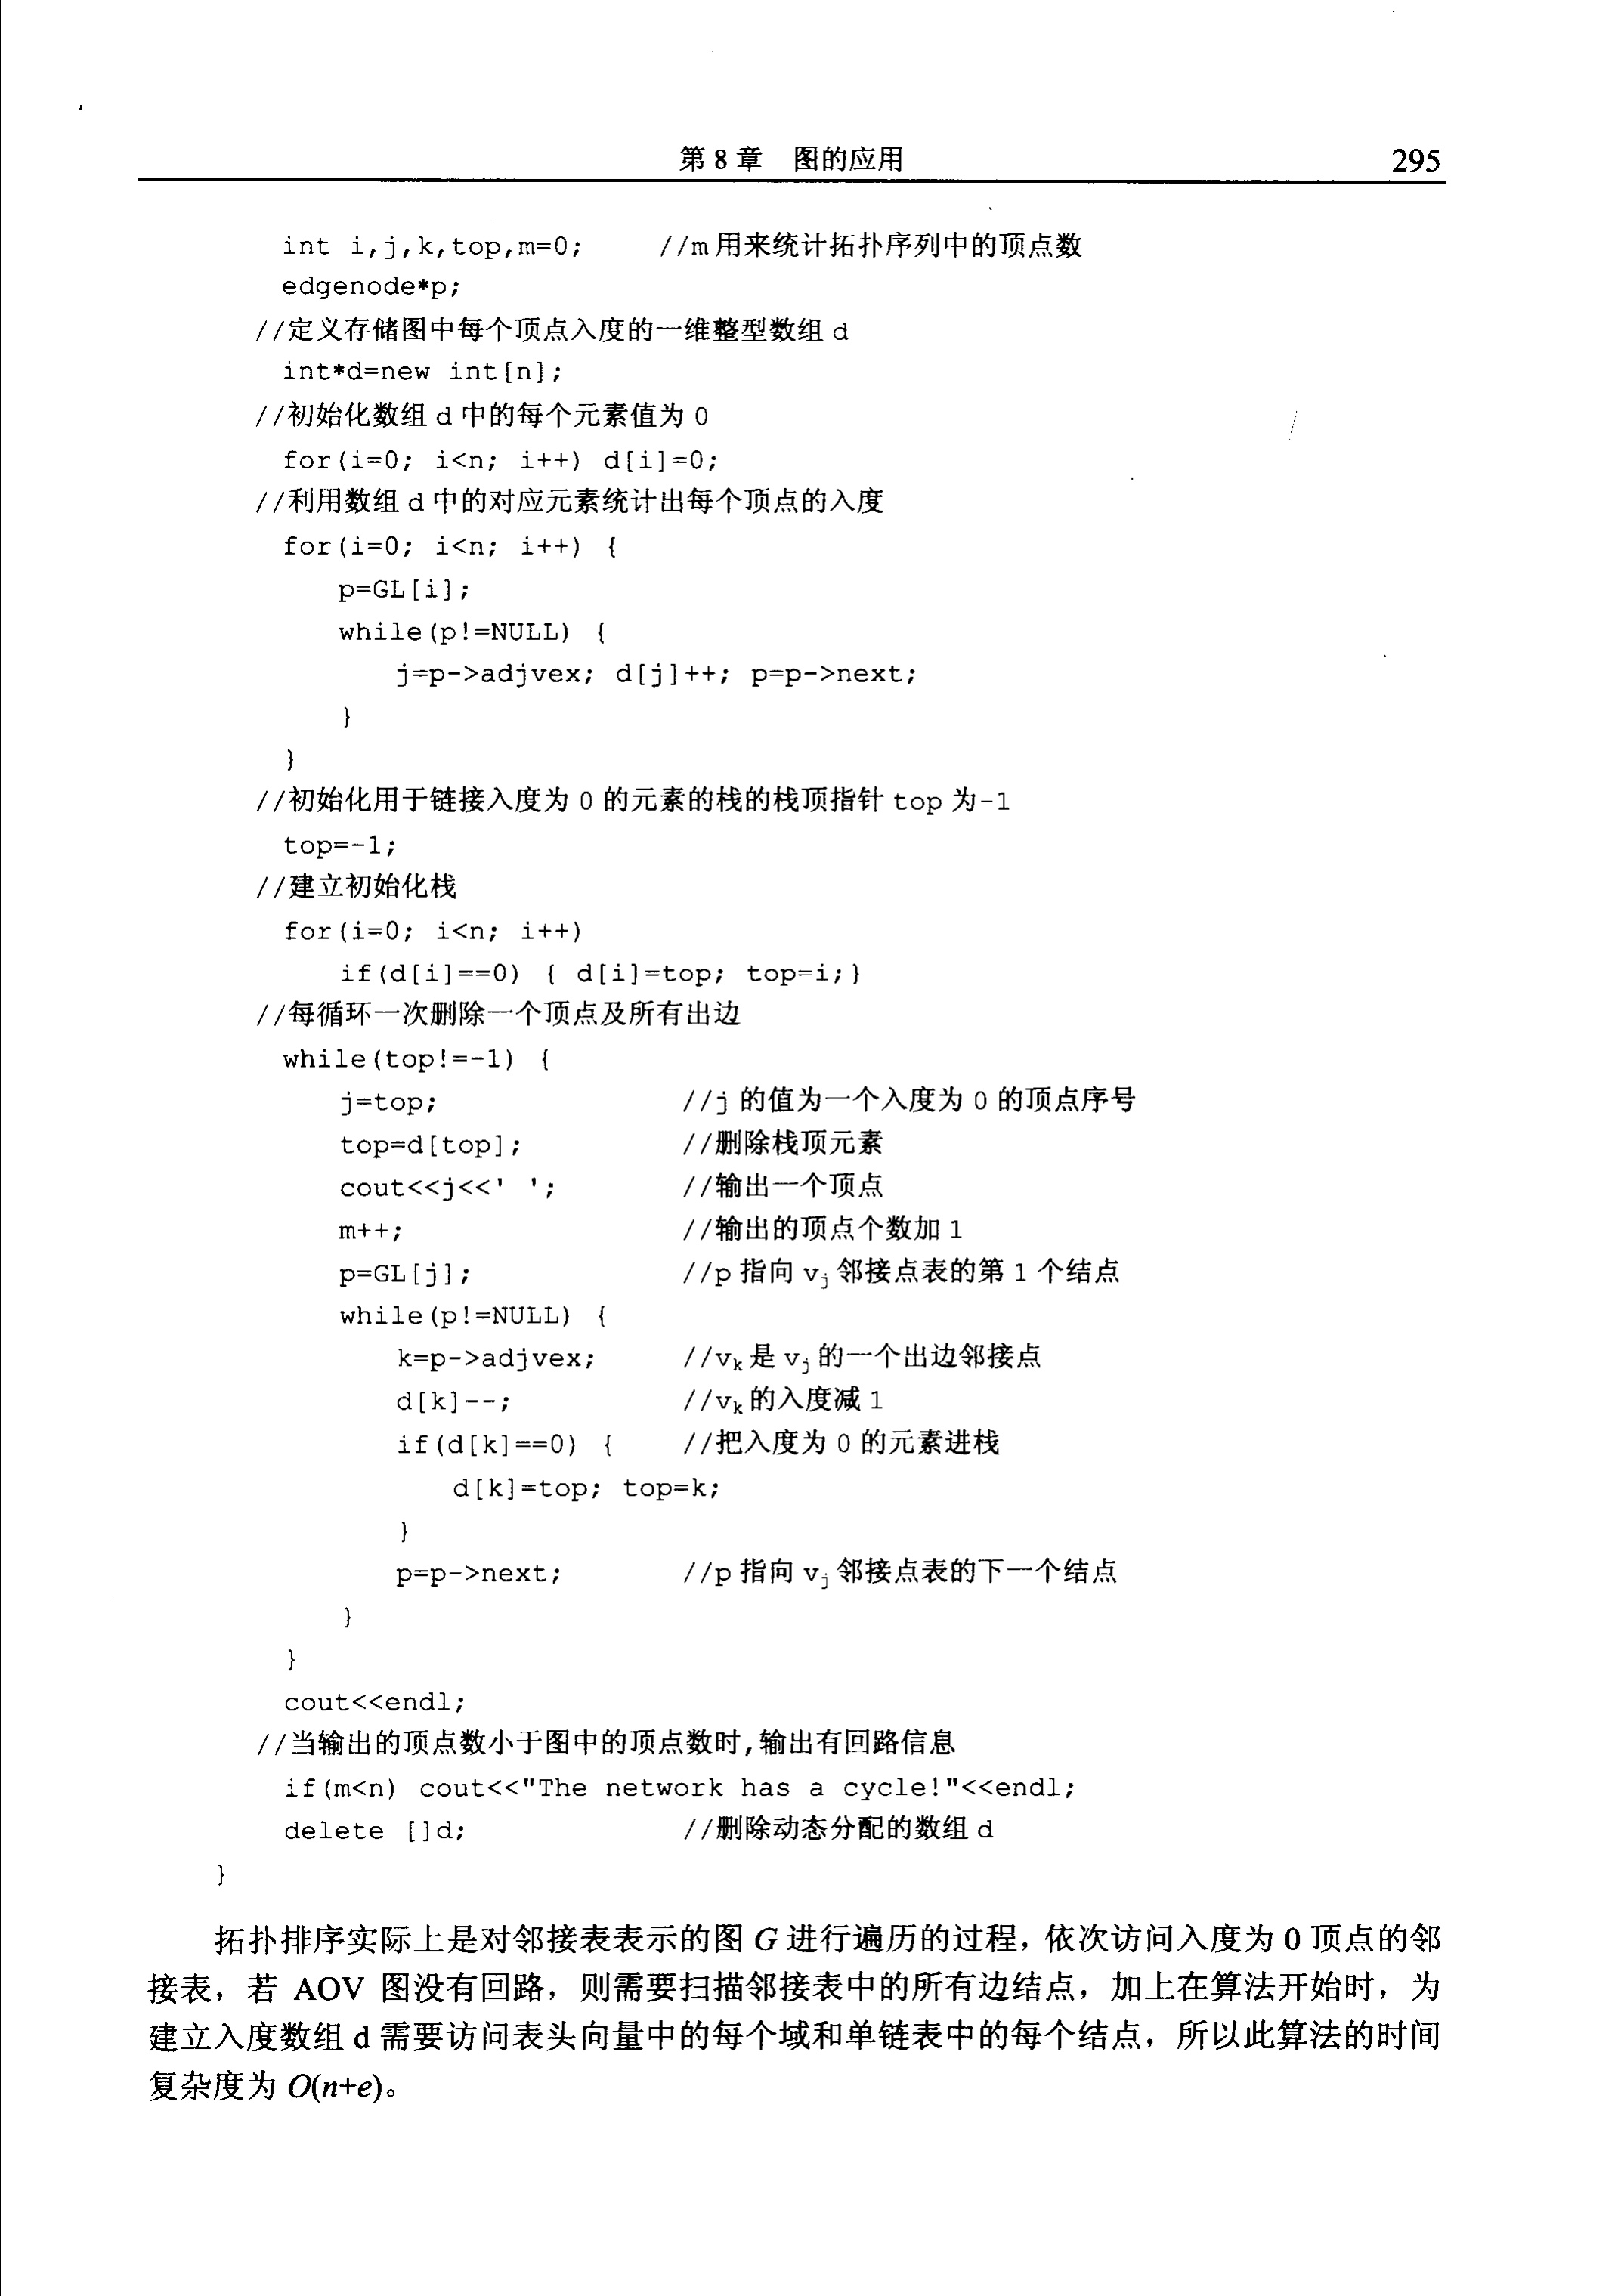 第 8 章　图的应用　295
int i,j,k,top,m=0;　//m 用来统计拓扑序列中的顶点数
edgenode*p;
//定义存储图中每个顶点入度的一维整型数组 d
int*d=new int[n];
//初始化数组 d 中的每个元素值为 0
for(i=0; i<n; i++) d[i]=0;
//利用数组 d 中的对应元素统计出每个顶点的入度
for(i=0; i<n; i++) {
p=GL[i];
while(p!=NULL) {
j=p->adjvex; d[j]++; p=p->next;
}
}
//初始化用于链接入度为 0 的元素的栈的栈顶指针 top 为-1
top=-1;
//建立初始化栈
for(i=0; i<n; i++)
if(d[i]==0) { d[i]=top; top=i;}
//每循环一次删除一个顶点及所有出边
while(top!=-1) {
j=top;　//j 的值为一个入度为 0 的顶点序号
top=d[top];　//删除栈顶元素
cout<<j<<' ';　//输出一个顶点
m++;　//输出的顶点个数加 1
p=GL[j];　//p 指向 vj 邻接点表的第 1 个结点
while(p!=NULL) {
k=p->adjvex;　//vk 是 vj 的一个出边邻接点
d[k]--;　//vk 的入度减 1
if(d[k]==0) {　//把入度为 0 的元素进栈
d[k]=top; top=k;
}
p=p->next;　//p 指向 vj 邻接点表的下一个结点
}
}
cout<<endl;
//当输出的顶点数小于图中的顶点数时,输出有回路信息
if(m<n) cout<<"The network has a cycle!"<<endl;
delete []d;　//删除动态分配的数组 d
}
拓扑排序实际上是对邻接表表示的图 G 进行遍历的过程，依次访问入度为 0 顶点的邻
接表，若 AOV 图没有回路，则需要扫描邻接表中的所有边结点，加上在算法开始时，为
建立入度数组 d 需要访问表头向量中的每个域和单链表中的每个结点，所以此算法的时间
复杂度为 O(n+e)。